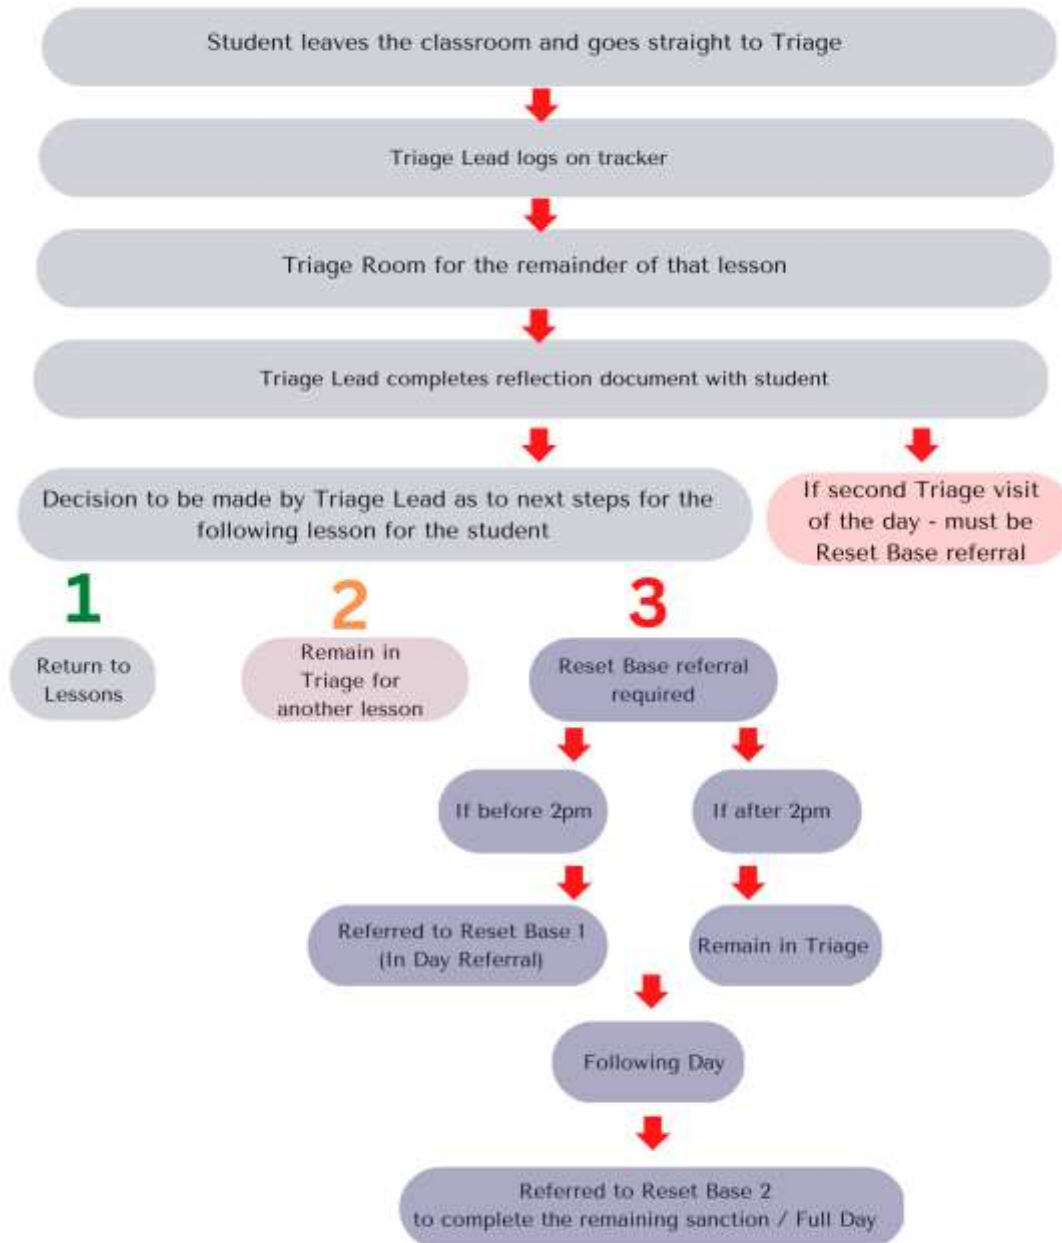 Student leaves the classroom and goes straight to Triage
Triage Lead logs on tracker
Triage Room for the remainder of that lesson
Triage Lead completes reflection document with student
Decision to be made by Triage Lead as to next steps for the
following lesson for the student
If second Triage visit
of the day - must be
Reset Base referral
1
2
3
Return to
Lessons
Remain in
Triage for
another lesson
Reset Base referral
required
If before 2pm
If after 2pm
Referred to Reset Base 1
(In Day Referral)
Remain in Triage
Following Day
Referred to Reset Base 2
to complete the remaining sanction / Full Day